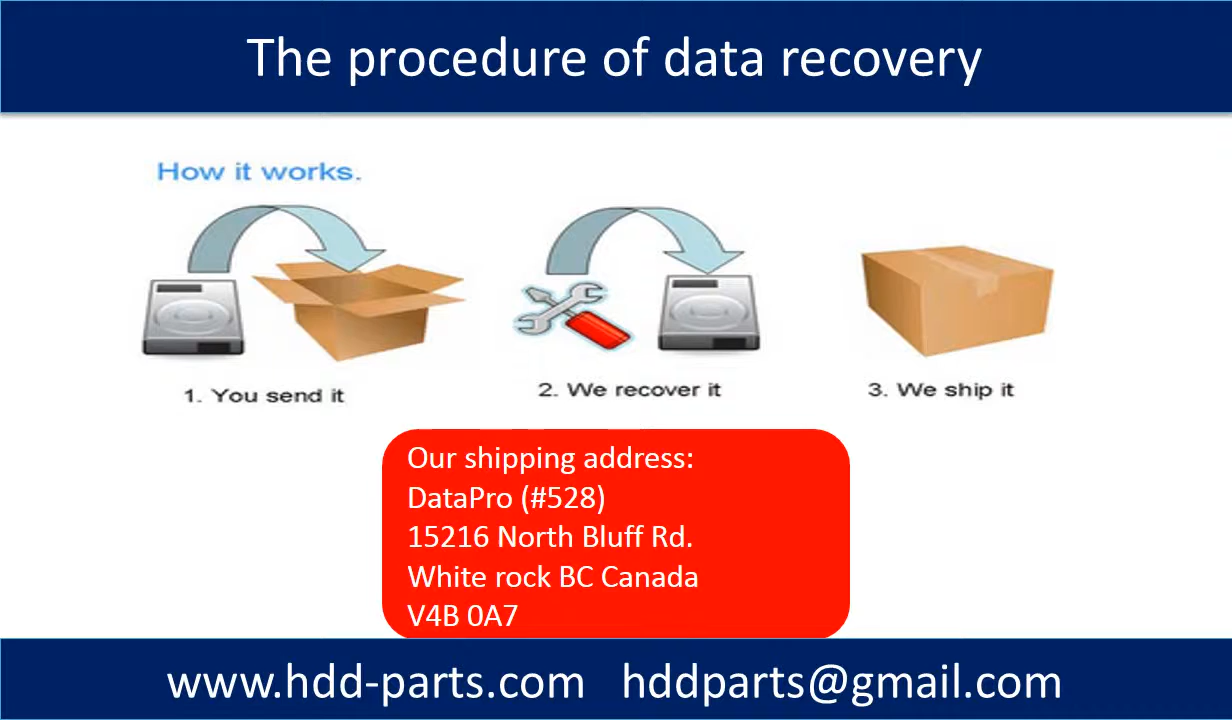 The procedure of data recovery
How it works.
1. You send it
2. We recover it
3. We ship it
Our shipping address:
DataPro (#528)
15216 North Bluff Rd.
White rock BC Canada
V4B 0A7
www.hdd-parts.com hddparts@gmail.com